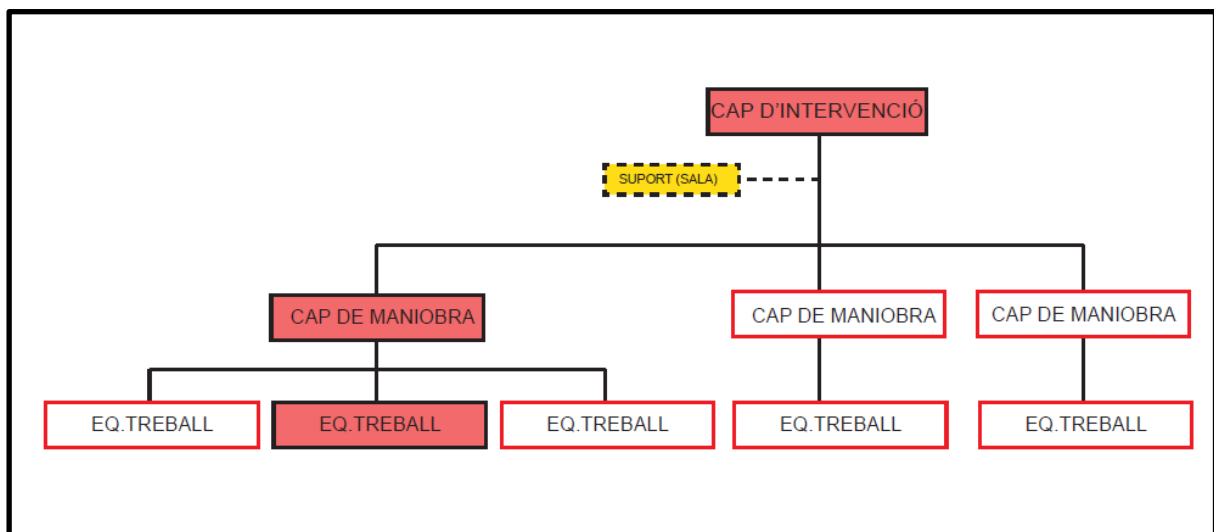 CAP D'INTERVENCIÓ
SUPORT (SALA)
CAP DE MANIOBRA
CAP DE MANIOBRA
CAP DE MANIOBRA
EQ.TREBALL
EQ.TREBALL
EQ.TREBALL
EQ.TREBALL
EQ.TREBALL